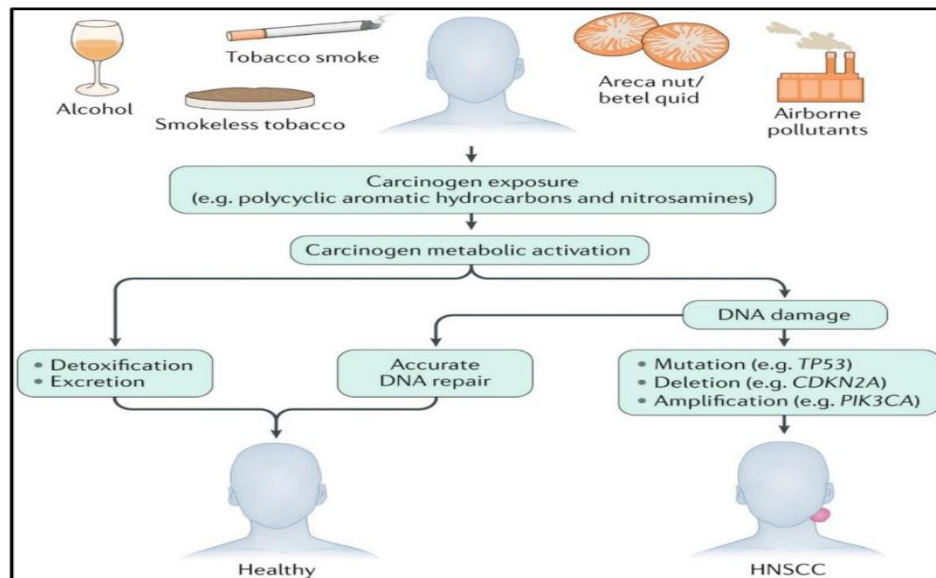 Alcohol
Tobacco smoke
Smokeless tobacco
Areca nut/
betel quid
Airborne
pollutants
Carcinogen exposure
(e.g. polycyclic aromatic hydrocarbons and nitrosamines)
Carcinogen metabolic activation
DNA damage
• Detoxification
• Excretion
Accurate
DNA repair
• Mutation (e.g. TP53)
• Deletion (e.g. CDKN2A)
• Amplification (e.g. PIK3CA)
Healthy
HNSCC